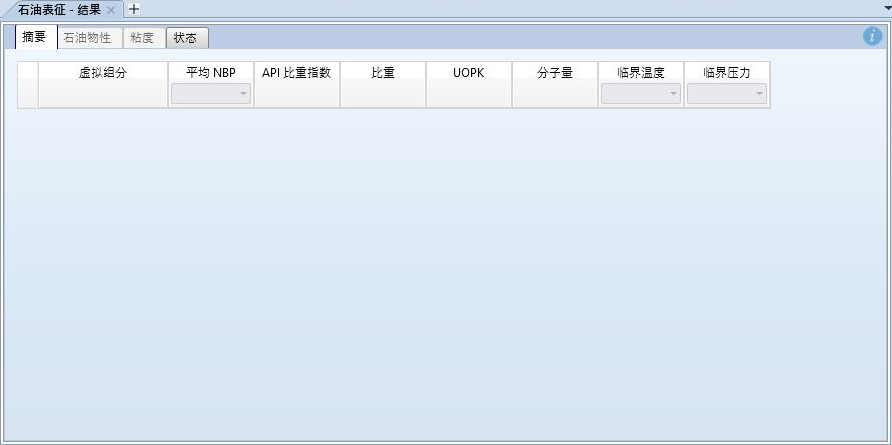 石油表征 - 结果
摘要 石油物性 粘度 状态
虚拟组分 平均 NBP API 比重指数 比重 UOPK 分子量 临界温度 临界压力